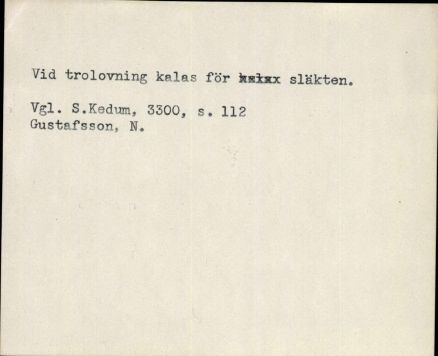 Vid trolovning kalas för släkten.
Vgl. S.Kedum, 3300, s. 112
Gustafsson, N.